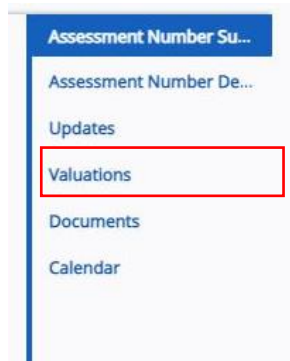 Assessment Number Su...
Assessment Number De...
Updates
Valuations
Documents
Calendar